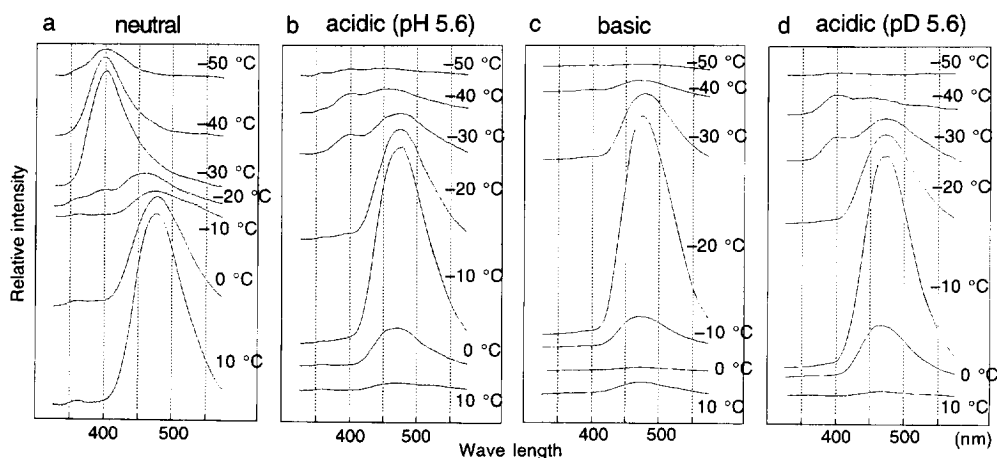 a neutral
b acidic (pH 5.6)
c basic
d acidic (pD 5.6)
Relative intensity
−50 °C
−40 °C
−30 °C
−20 °C
−10 °C
0 °C
10 °C
−50 °C
−40 °C
−30 °C
−20 °C
−10 °C
0 °C
10 °C
−50 °C
−40 °C
−30 °C
−20 °C
−10 °C
0 °C
10 °C
−50 °C
−40 °C
−30 °C
−20 °C
−10 °C
0 °C
10 °C
400 500 400 500 400 500 400 500 (nm)
Wave length